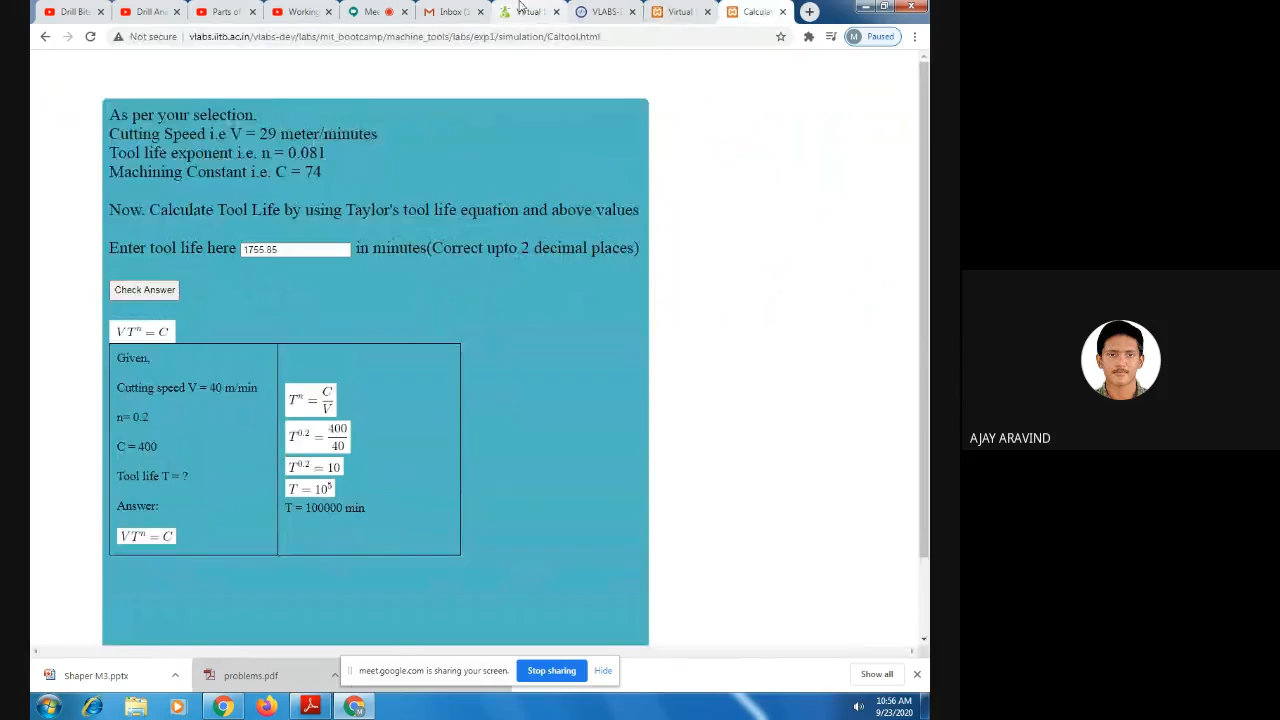 Drill Bits
Drill An
Parts of
Working
Me
Inbox (
Virtual
VLABS-
Virtual
Calcula
Not secure | vlabs.iitb.ac.in/vlabs-dev/labs/mit_bootcamp/machine_tools/labs/exp1/simulation/Caltool.html
M Paused
As per your selection.
Cutting Speed i.e V = 29 meter/minutes
Tool life exponent i.e. n = 0.081
Machining Constant i.e. C = 74
Now. Calculate Tool Life by using Taylor's tool life equation and above values
Enter tool life here 1755.85 in minutes(Correct upto 2 decimal places)
Check Answer
VTⁿ = C
Given,
Cutting speed V = 40 m/min
n= 0.2
C = 400
Tool life T = ?
Answer:
VTⁿ = C
Tⁿ = C/V
T^0.2 = 400/40
T^0.2 = 10
T = 10⁵
T = 100000 min
AJAY ARAVIND
Shaper M3.pptx
problems.pdf
meet.google.com is sharing your screen.
Stop sharing
Hide
Show all
10:56 AM
9/23/2020